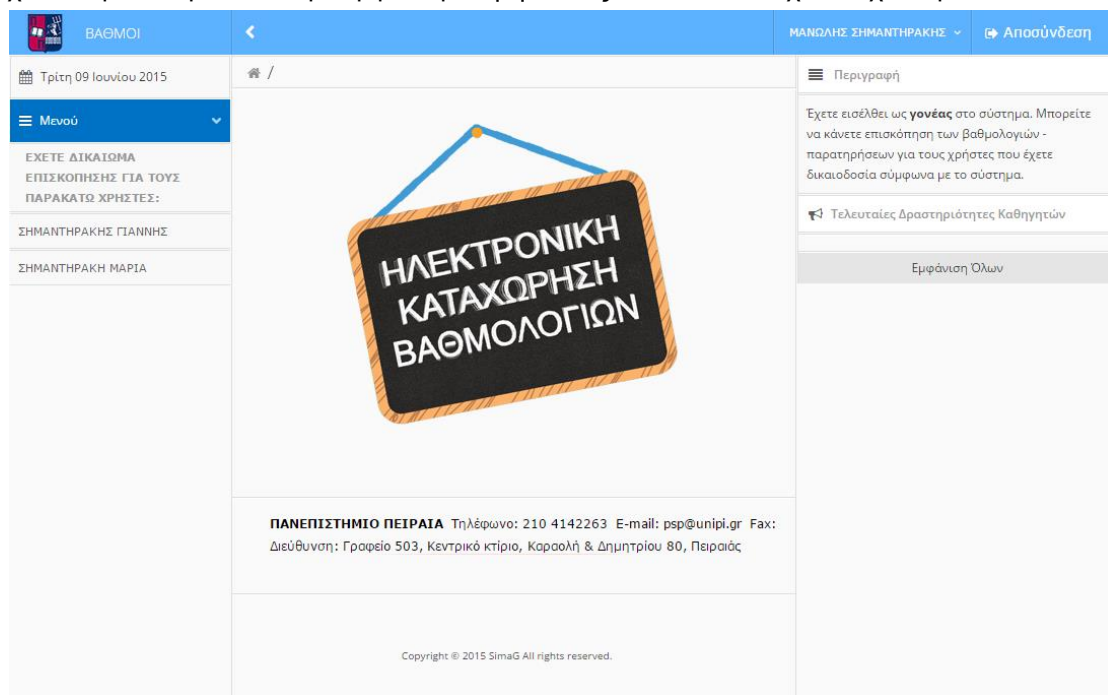 ΒΑΘΜΟΙ
ΜΑΝΩΛΗΣ ΣΗΜΑΝΤΗΡΑΚΗΣ
Αποσύνδεση
Τρίτη 09 Ιουνίου 2015
Μενού
ΕΧΕΤΕ ΔΙΚΑΙΩΜΑ
ΕΠΙΣΚΟΠΗΣΗΣ ΓΙΑ ΤΟΥΣ
ΠΑΡΑΚΑΤΩ ΧΡΗΣΤΕΣ:
ΣΗΜΑΝΤΗΡΑΚΗΣ ΓΙΑΝΝΗΣ
ΣΗΜΑΝΤΗΡΑΚΗ ΜΑΡΙΑ
/
ΗΛΕΚΤΡΟΝΙΚΗ
ΚΑΤΑΧΩΡΗΣΗ
ΒΑΘΜΟΛΟΓΙΩΝ
ΠΑΝΕΠΙΣΤΗΜΙΟ ΠΕΙΡΑΙΑ Τηλέφωνο: 210 4142263 E-mail: psp@unipi.gr Fax:
Διεύθυνση: Γραφείο 503, Κεντρικό κτίριο, Καραολή & Δημητρίου 80, Πειραιάς
Copyright © 2015 SimaG All rights reserved.
Περιγραφή
Έχετε εισέλθει ως γονέας στο σύστημα. Μπορείτε
να κάνετε επισκόπηση των βαθμολογιών -
παρατηρήσεων για τους χρήστες που έχετε
δικαιοδοσία σύμφωνα με το σύστημα.
Τελευταίες Δραστηριότητες Καθηγητών
Εμφάνιση Όλων